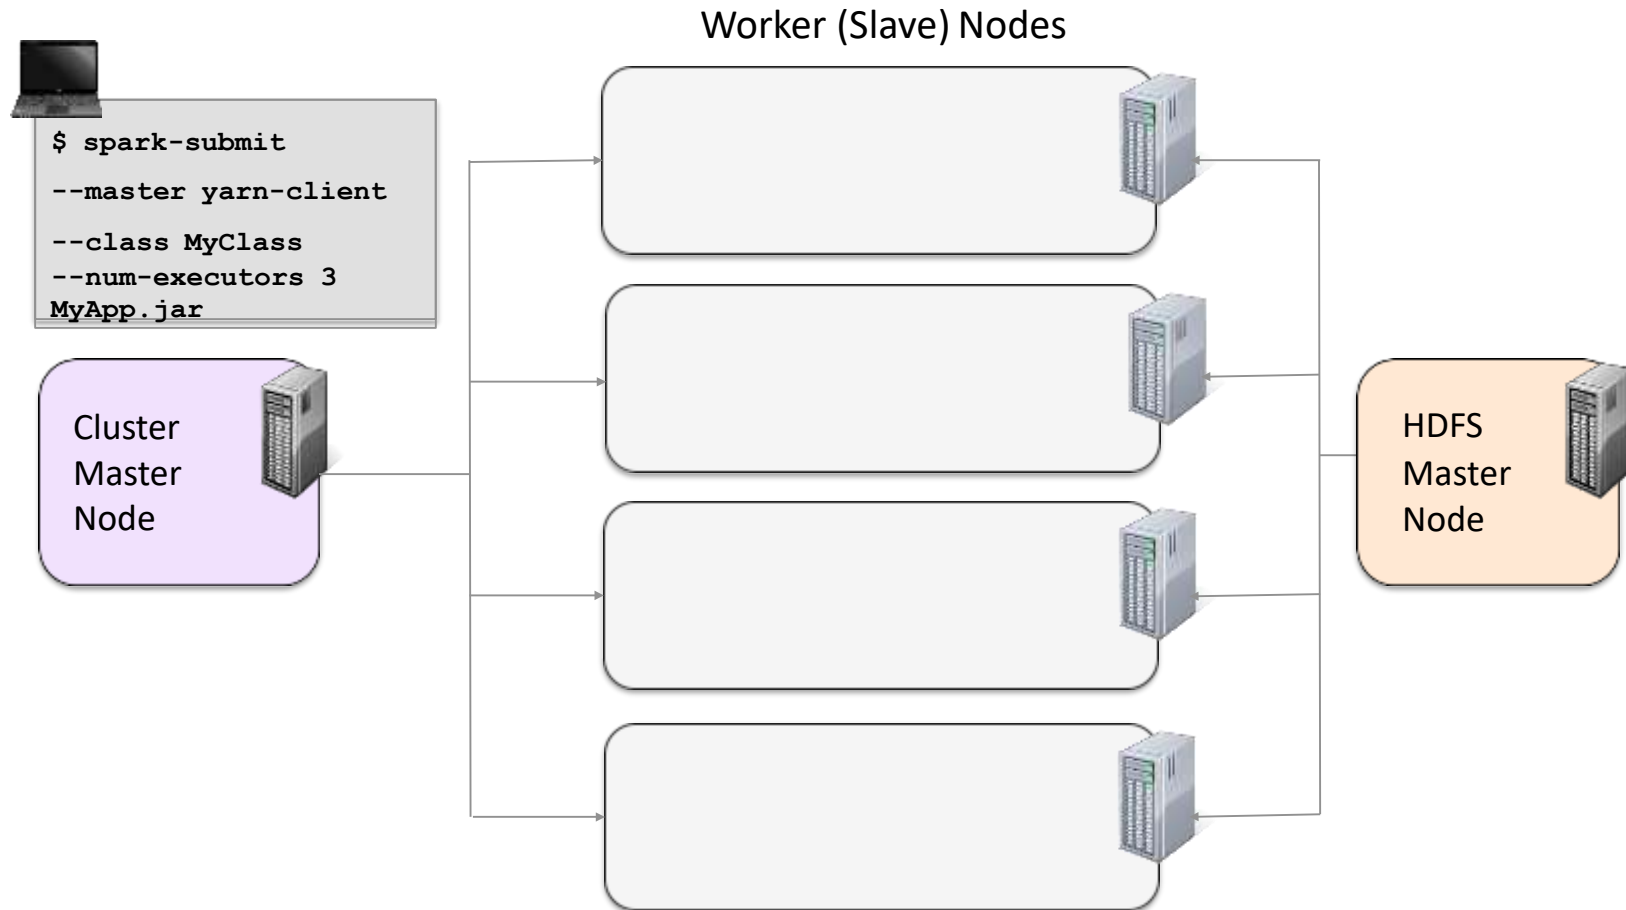 Worker (Slave) Nodes
$ spark-submit
--master yarn-client
--class MyClass
--num-executors 3
MyApp.jar
Cluster
Master
Node
HDFS
Master
Node